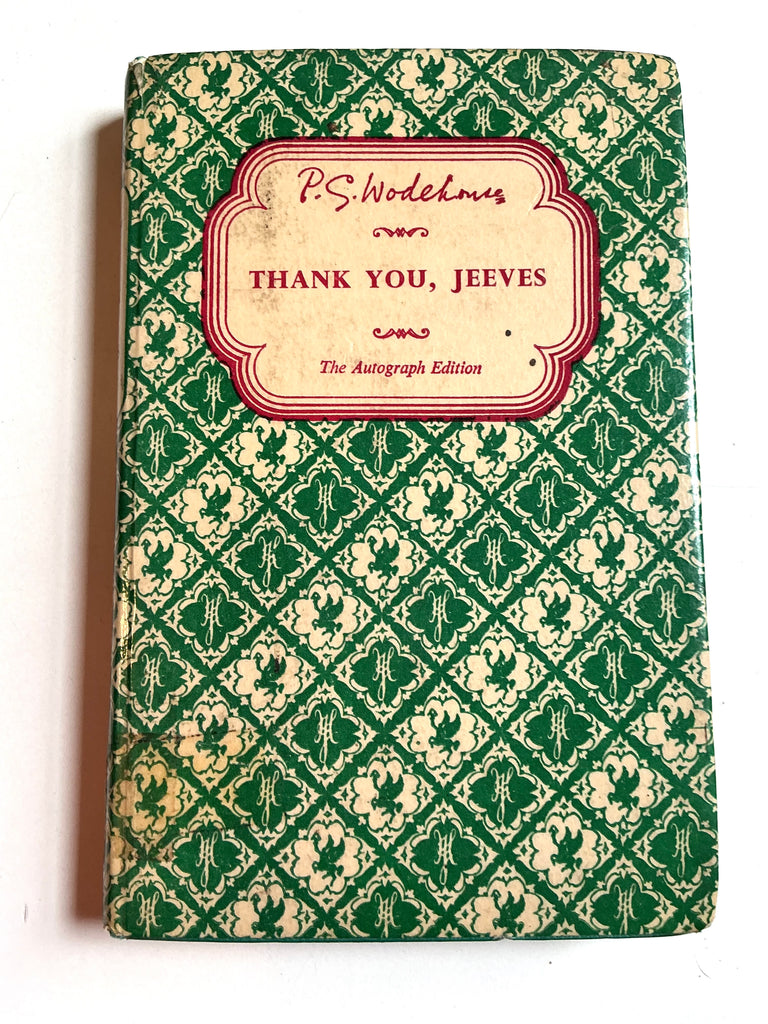 P. G. Wodehouse
THANK YOU, JEEVES
The Autograph Edition